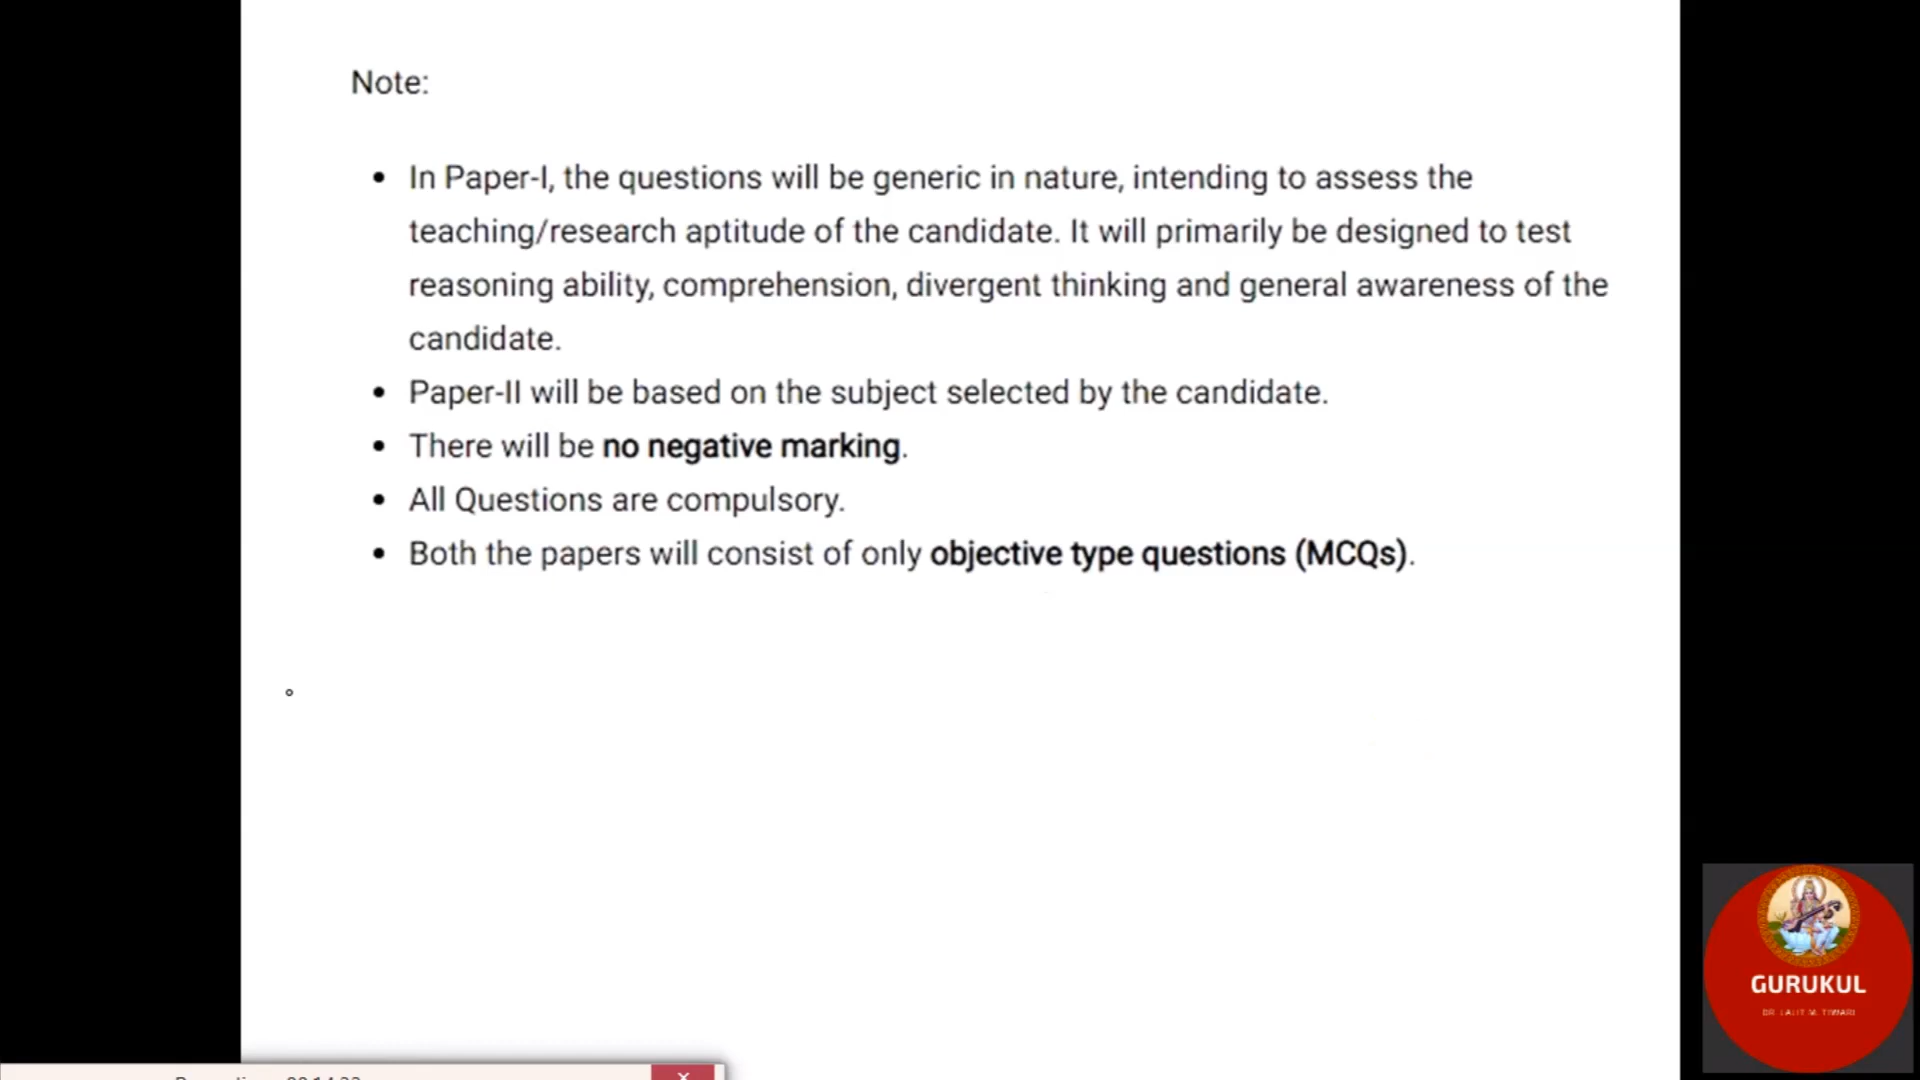 Note:
• In Paper-I, the questions will be generic in nature, intending to assess the
teaching/research aptitude of the candidate. It will primarily be designed to test
reasoning ability, comprehension, divergent thinking and general awareness of the
candidate.
• Paper-II will be based on the subject selected by the candidate.
• There will be no negative marking.
• All Questions are compulsory.
• Both the papers will consist of only objective type questions (MCQs).
GURUKUL
DR. LALIT M. TIWARI